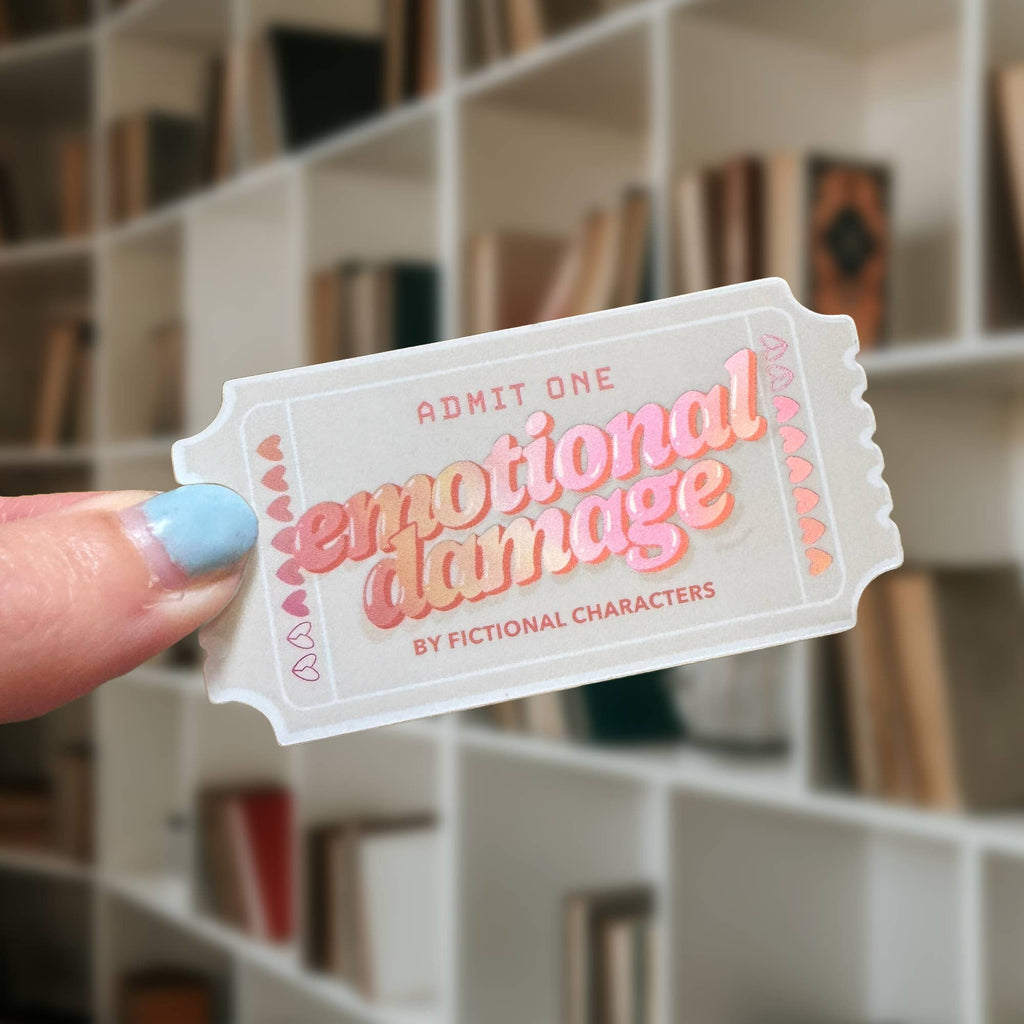 ADMIT ONE
emotional
damage
BY FICTIONAL CHARACTERS